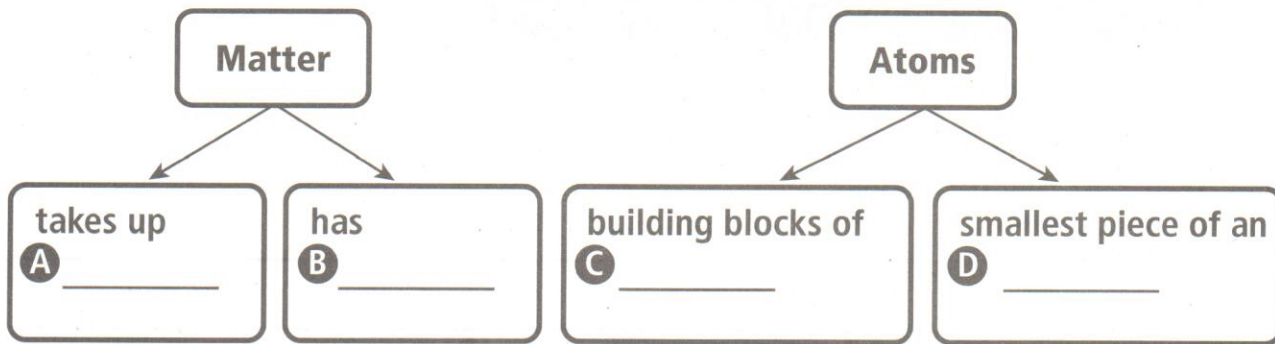 Matter
Atoms
takes up
A
has
B
building blocks of
C
smallest piece of an
D